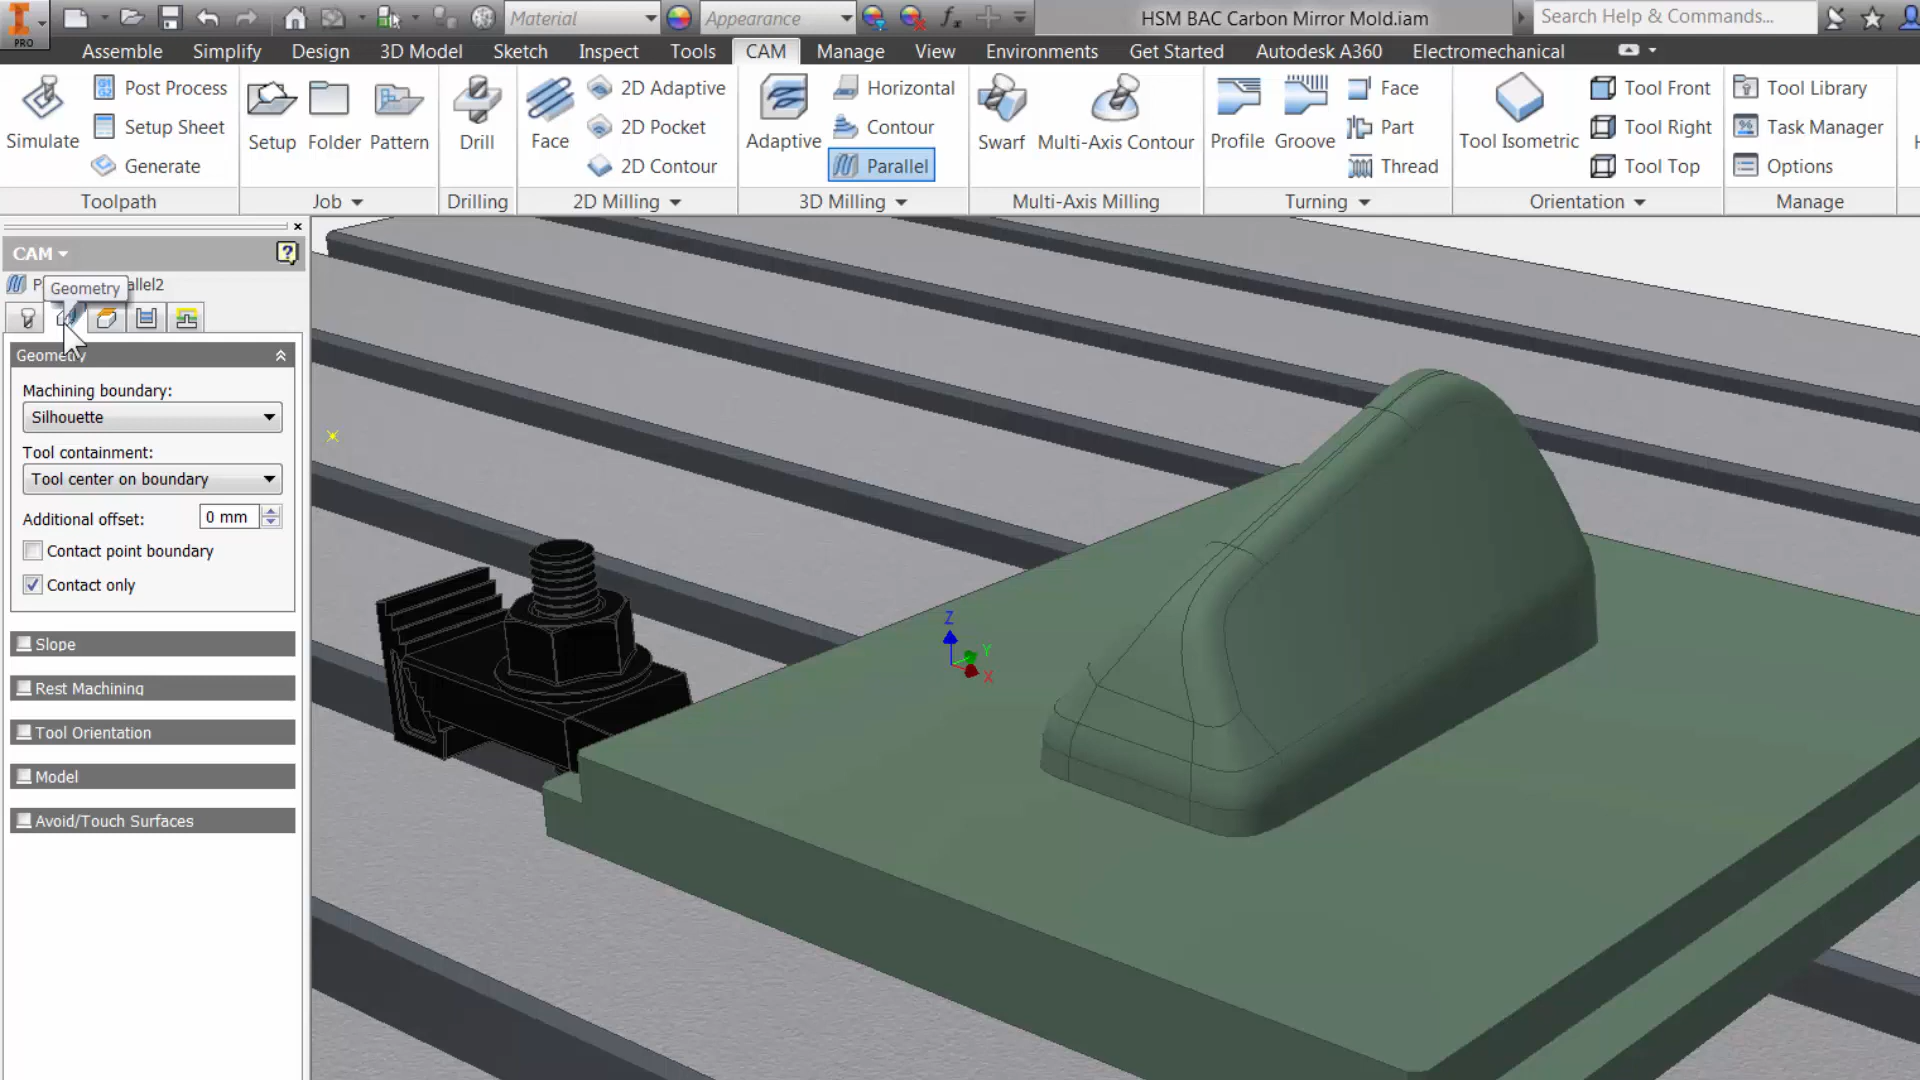 PRO
Material
Appearance
HSM BAC Carbon Mirror Mold.iam
Search Help & Commands...
Assemble Simplify Design 3D Model Sketch Inspect Tools CAM Manage View Environments Get Started Autodesk A360 Electromechanical
Simulate
Post Process
Setup Sheet
Generate
Toolpath
Setup
Folder
Pattern
Job
Drill
Drilling
Face
2D Adaptive
2D Pocket
2D Contour
2D Milling
Adaptive
Horizontal
Contour
Parallel
3D Milling
Swarf
Multi-Axis Contour
Multi-Axis Milling
Profile
Groove
Face
Part
Thread
Turning
Tool Isometric
Tool Front
Tool Right
Tool Top
Orientation
Tool Library
Task Manager
Options
Manage
CAM
P allel2
Geometry
Geometry
Machining boundary:
Silhouette
Tool containment:
Tool center on boundary
Additional offset: 0 mm
Contact point boundary
Contact only
Slope
Rest Machining
Tool Orientation
Model
Avoid/Touch Surfaces
Z
Y
X